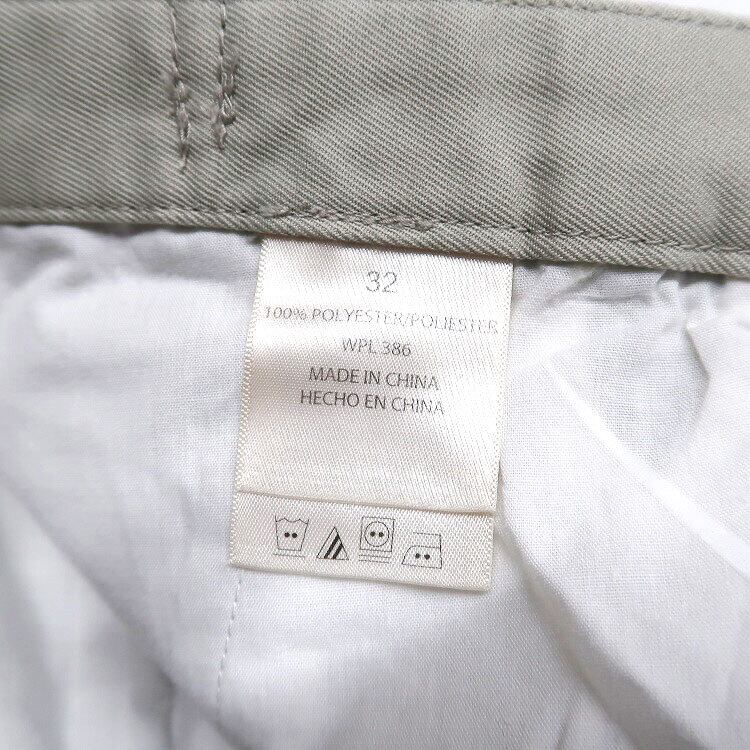 32
100% POLYESTER/POLIESTER
WPL 386
MADE IN CHINA
HECHO EN CHINA